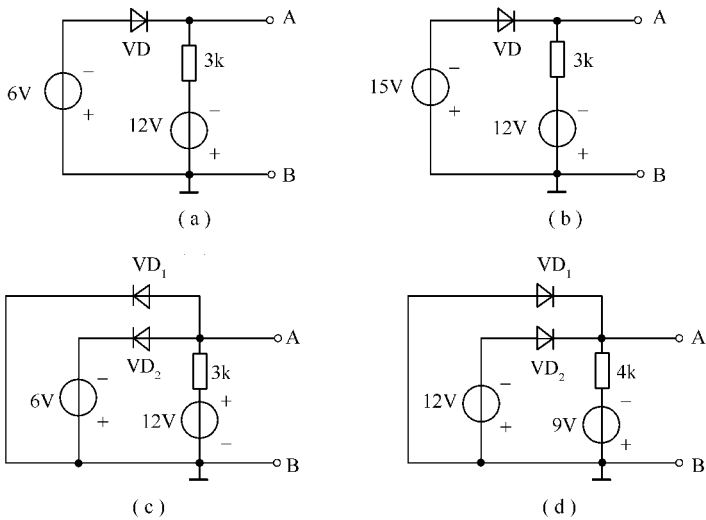 A
VD
−
3k
6V
+
12V
−
+
B
( a )
A
VD
−
3k
15V
+
12V
−
+
B
( b )
VD1
A
VD2
3k
−
6V
+
+
12V
−
B
( c )
VD1
A
VD2
4k
−
12V
+
−
9V
+
B
( d )